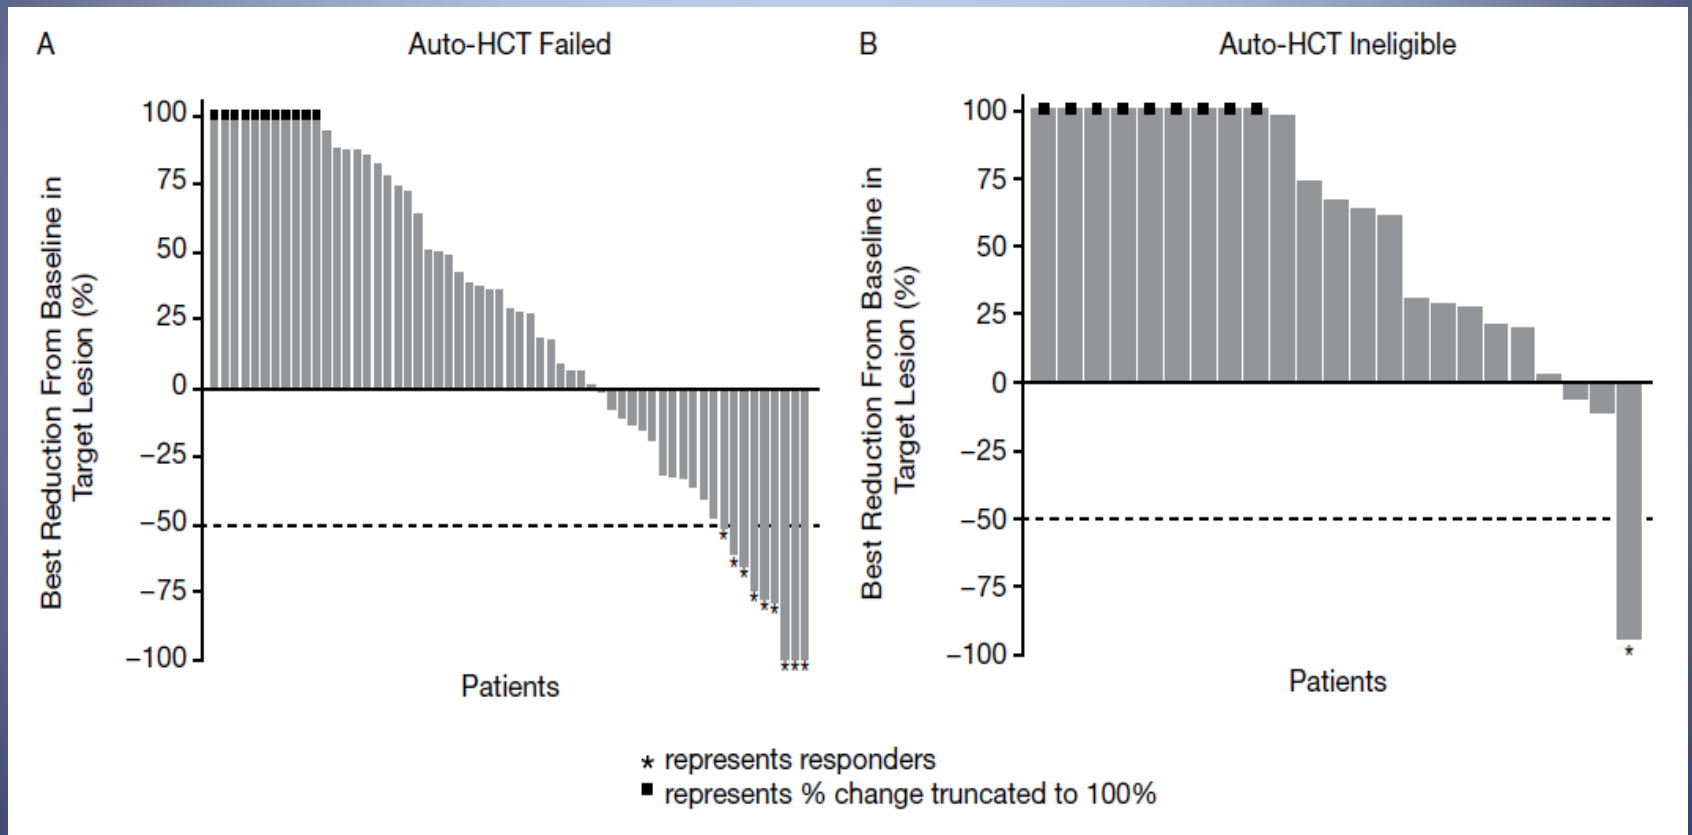 A
Auto-HCT Failed
Best Reduction From Baseline in
Target Lesion (%)
100
75
50
25
0
−25
−50
−75
−100
*
*
*
*
*
*
***
Patients
B
Auto-HCT Ineligible
Best Reduction From Baseline in
Target Lesion (%)
100
75
50
25
0
−25
−50
−75
−100
*
Patients
* represents responders
■ represents % change truncated to 100%